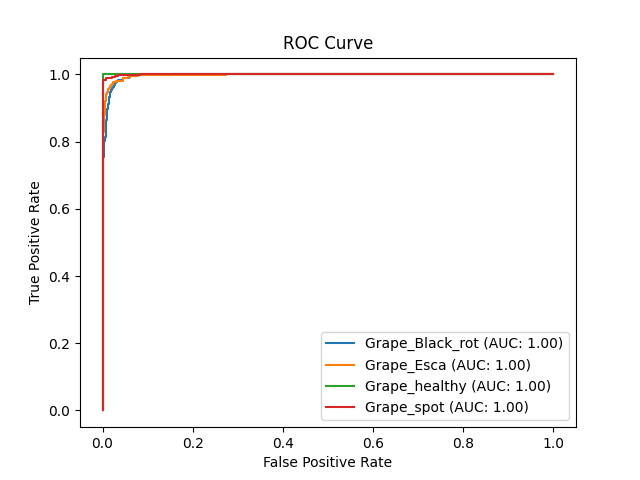 ROC Curve
1.0
0.8
0.6
0.4
0.2
0.0
True Positive Rate
Grape_Black_rot (AUC: 1.00)
Grape_Esca (AUC: 1.00)
Grape_healthy (AUC: 1.00)
Grape_spot (AUC: 1.00)
0.0 0.2 0.4 0.6 0.8 1.0
False Positive Rate